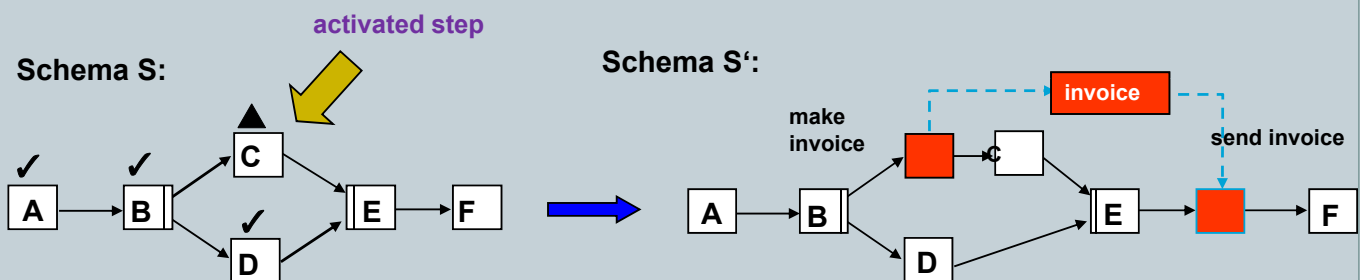 activated step
Schema S:
Schema S‘:
✓ A
✓ B
C
✓ D
E
F
make
invoice
invoice
send invoice
A
B
C
D
E
F